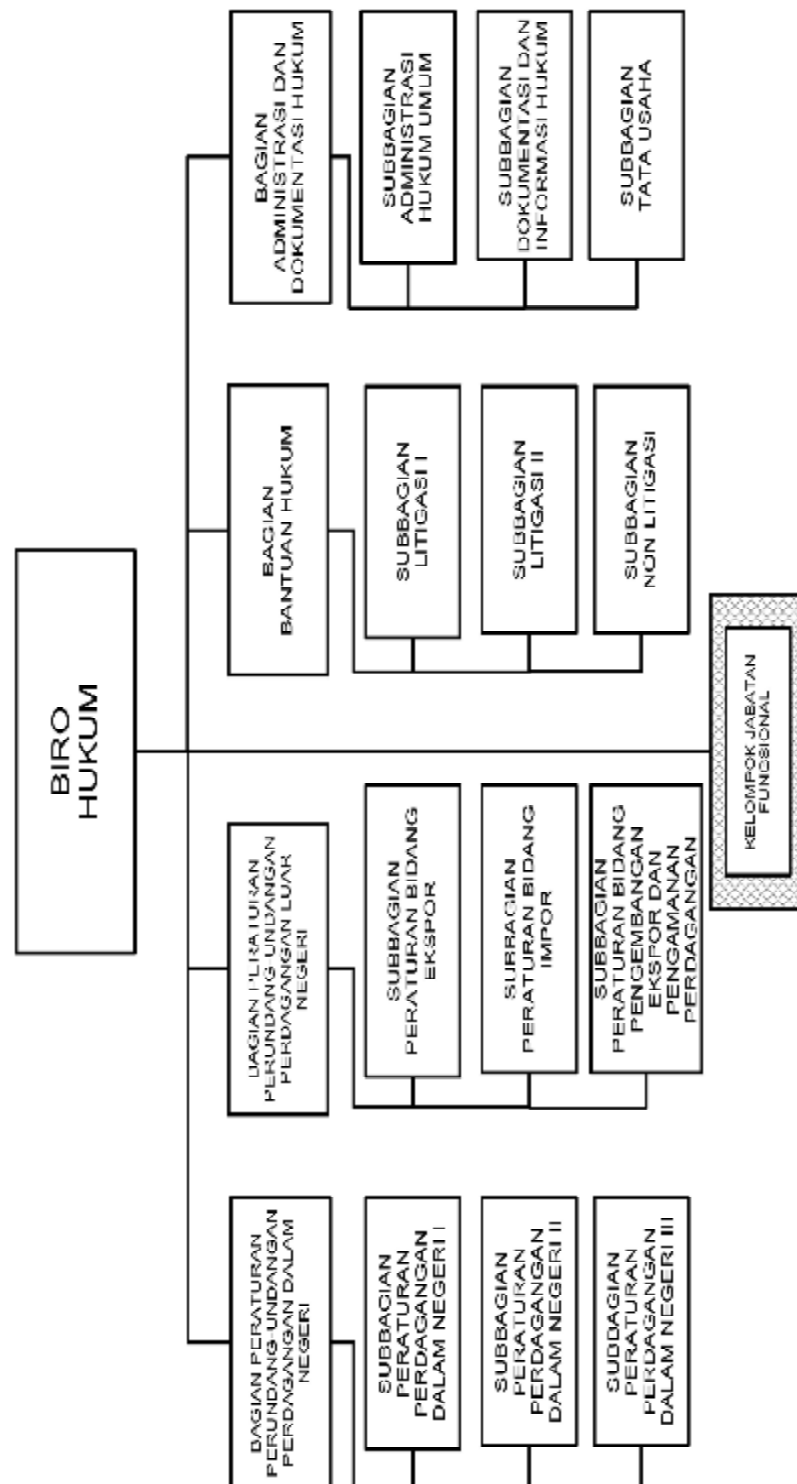 BIRO
HUKUM
BAGIAN PERATURAN
PERUNDANG-UNDANGAN
PERDAGANGAN DALAM
NEGERI
SUBBAGIAN
PERATURAN
PERDAGANGAN
DALAM NEGERI I
SUBBAGIAN
PERATURAN
PERDAGANGAN
DALAM NEGERI II
SUBBAGIAN
PERATURAN
PERDAGANGAN
DALAM NEGERI III
BAGIAN PERATURAN
PERUNDANG-UNDANGAN
PERDAGANGAN LUAR
NEGERI
SUBBAGIAN
PERATURAN BIDANG
EKSPOR
SUBBAGIAN
PERATURAN BIDANG
IMPOR
SUBBAGIAN
PERATURAN BIDANG
PENGEMBANGAN
EKSPOR DAN
PENGAMANAN
PERDAGANGAN
BAGIAN
BANTUAN HUKUM
SUBBAGIAN
LITIGASI I
SUBBAGIAN
LITIGASI II
SUBBAGIAN
NON LITIGASI
BAGIAN
ADMINISTRASI DAN
DOKUMENTASI HUKUM
SUBBAGIAN
ADMINISTRASI
HUKUM UMUM
SUBBAGIAN
DOKUMENTASI DAN
INFORMASI HUKUM
SUBBAGIAN
TATA USAHA
KELOMPOK JABATAN
FUNGSIONAL